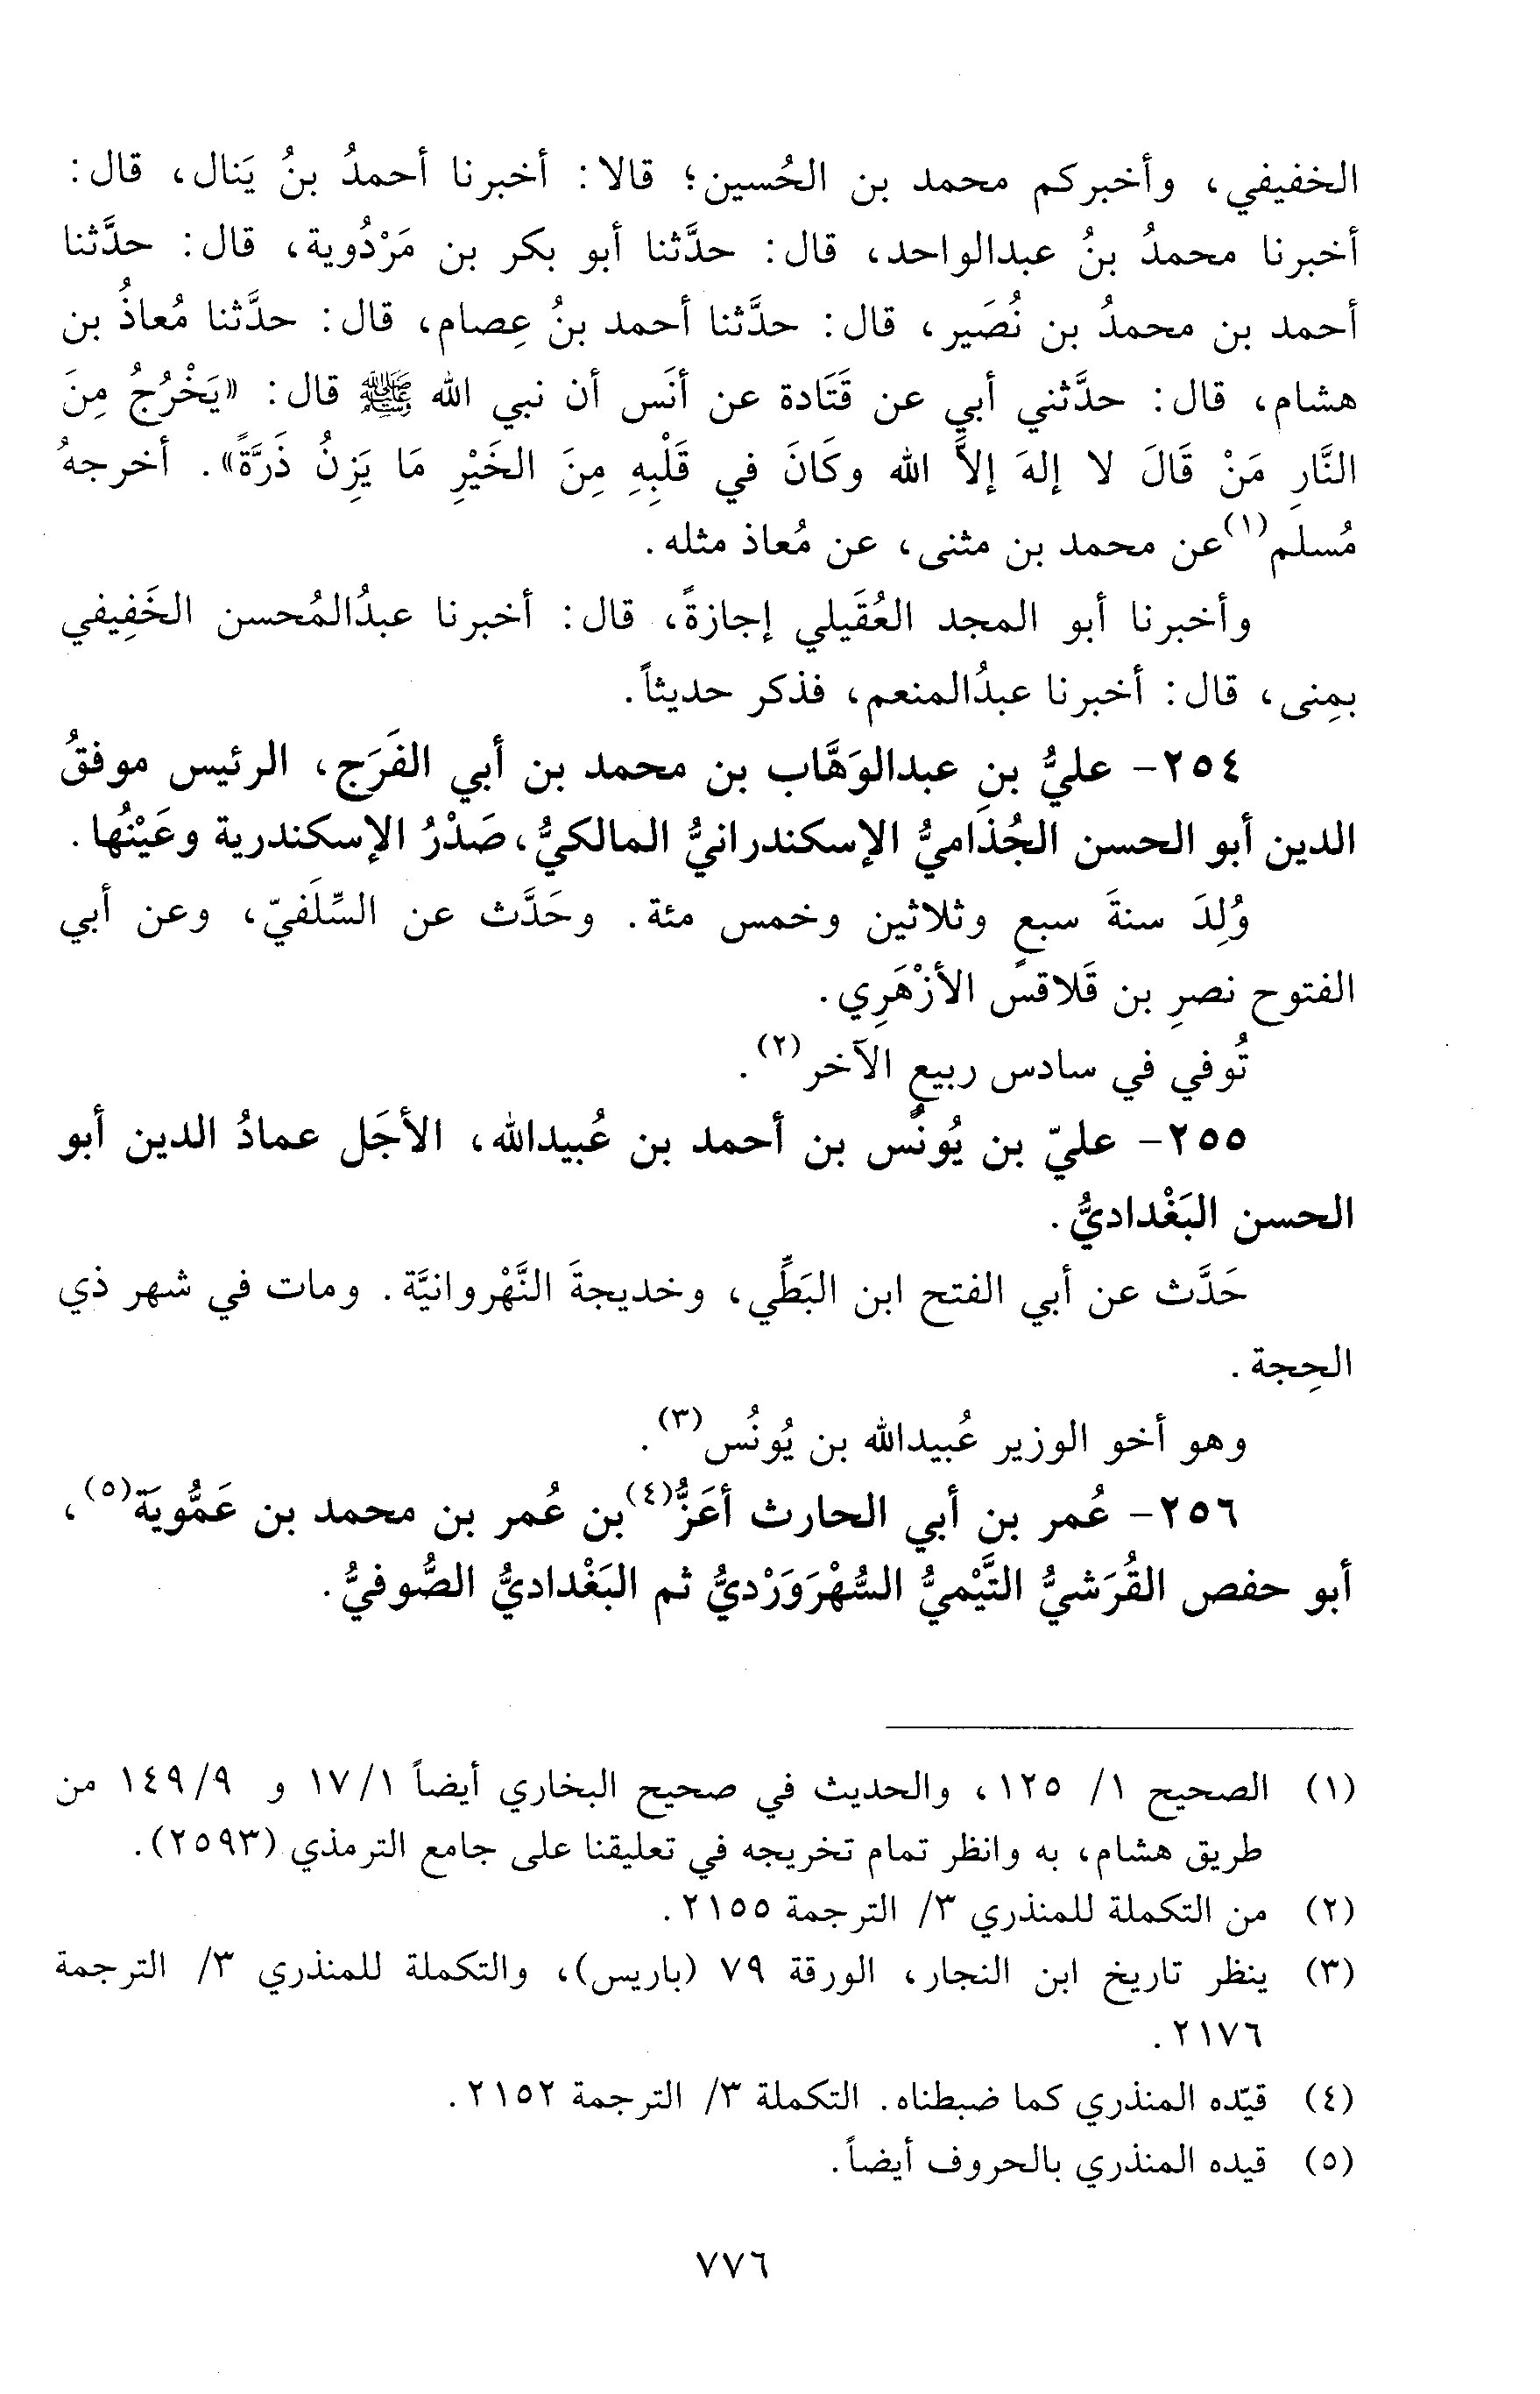 الخفيفي، وأخبركم محمد بن الحُسين؛ قالا: أخبرنا أحمدُ بنُ يَنال، قال:
أخبرنا محمدُ بنُ عبدالواحد، قال: حدَّثنا أبو بكر بن مَرْدُوية، قال: حدَّثنا
أحمد بن محمدُ بن نُصَير، قال: حدَّثنا أحمد بنُ عِصام، قال: حدَّثنا مُعاذُ بن
هشام، قال: حدَّثني أبي عن قَتَادة عن أنَس أن نبي الله ﷺ قال: «يَخْرُجُ مِنَ
النَّارِ مَنْ قَالَ لا إلهَ إلاَّ الله وكَانَ في قَلْبِهِ مِنَ الخَيْرِ مَا يَزِنُ ذَرَّةً». أخرجهُ
مُسلم(١) عن محمد بن مثنى، عن مُعاذ مثله.
وأخبرنا أبو المجد العُقَيلي إجازةً، قال: أخبرنا عبدُالمُحسن الخَفِيفي
بمِنى، قال: أخبرنا عبدُالمنعم، فذكر حديثاً.
٢٥٤- عليُّ بن عبدالوَهَّاب بن محمد بن أبي الفَرَج، الرئيس موفقُ
الدين أبو الحسن الجُذَاميُّ الإسكندرانيُّ المالكيُّ، صَدْرُ الإسكندرية وعَيْنُها.
وُلِدَ سنةَ سبعٍ وثلاثين وخمس مئة. وحَدَّث عن السِّلَفيّ، وعن أبي
الفتوح نصرِ بن قَلاقس الأزْهَرِي.
تُوفي في سادس ربيع الآخر(٢).
٢٥٥- عليّ بن يُونُس بن أحمد بن عُبيدالله، الأجَل عمادُ الدين أبو
الحسن البَغْداديُّ.
حَدَّث عن أبي الفتح ابن البَطِّي، وخديجةَ النَّهْروانيَّة. ومات في شهر ذي
الحِجة.
وهو أخو الوزير عُبيدالله بن يُونُس(٣).
٢٥٦- عُمر بن أبي الحارث أعَزُّ(٤) بن عُمر بن محمد بن عَمُّويَة(٥)،
أبو حفص القُرَشيُّ التَّيْميُّ السُّهْرَوَرْديُّ ثم البَغْداديُّ الصُّوفيُّ.
(١) الصحيح ١/ ١٢٥، والحديث في صحيح البخاري أيضاً ١/ ١٧ و ٩/ ١٤٩ من
طريق هشام، به وانظر تمام تخريجه في تعليقنا على جامع الترمذي (٢٥٩٣).
(٢) من التكملة للمنذري ٣/ الترجمة ٢١٥٥.
(٣) ينظر تاريخ ابن النجار، الورقة ٧٩ (باريس)، والتكملة للمنذري ٣/ الترجمة
٢١٧٦.
(٤) قيّده المنذري كما ضبطناه. التكملة ٣/ الترجمة ٢١٥٢.
(٥) قيده المنذري بالحروف أيضاً.
٧٧٦